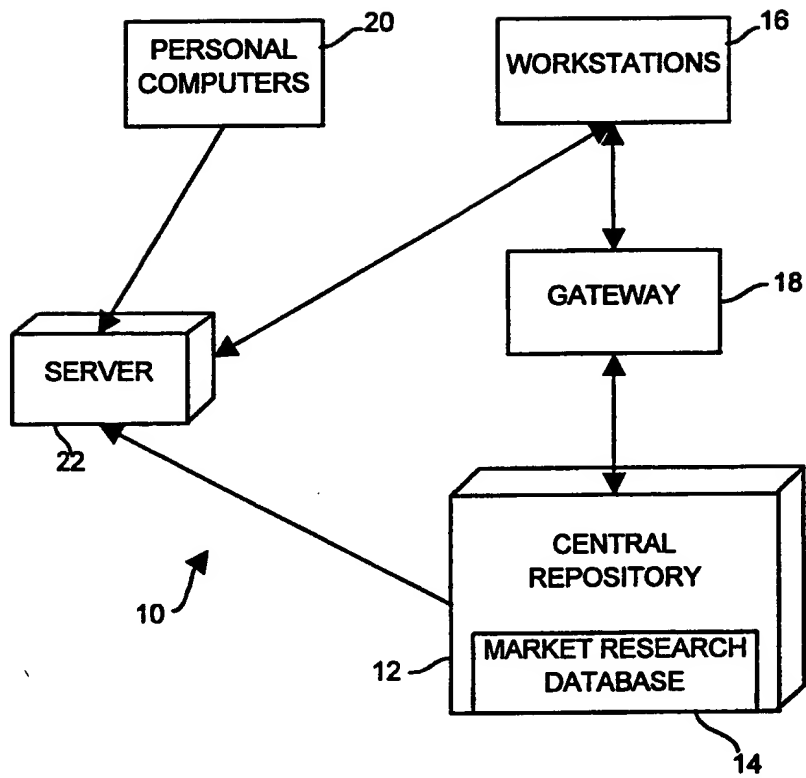 20
PERSONAL
COMPUTERS
16
WORKSTATIONS
GATEWAY
18
SERVER
22
CENTRAL
REPOSITORY
10
12
MARKET RESEARCH
DATABASE
14